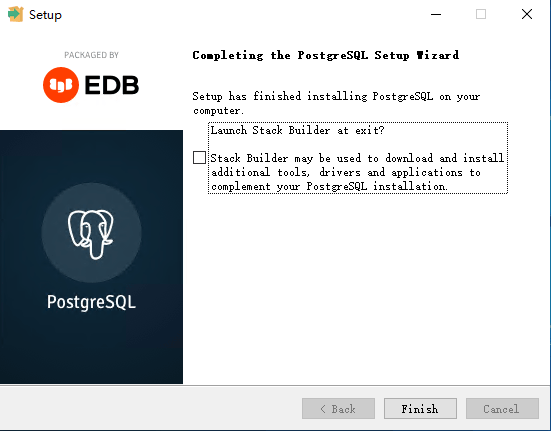 Setup
PACKAGED BY
EDB
PostgreSQL
Completing the PostgreSQL Setup Wizard
Setup has finished installing PostgreSQL on your
computer.
Launch Stack Builder at exit?
Stack Builder may be used to download and install
additional tools, drivers and applications to
complement your PostgreSQL installation.
< Back
Finish
Cancel